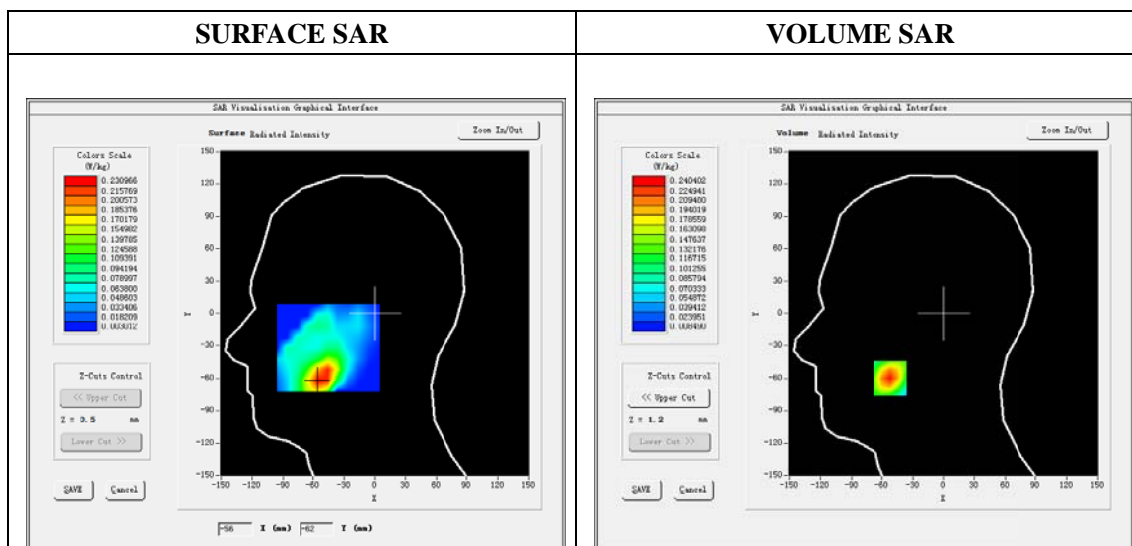 SURFACE SAR
VOLUME SAR
SAR Visualisation Graphical Interface
Surface Radiated Intensity
Zoom In/Out
Colors Scale
(W/kg)
0.230966
0.215769
0.200573
0.185376
0.170179
0.154982
0.139785
0.124588
0.109391
0.094194
0.078997
0.063800
0.048603
0.033406
0.018209
0.003012
Z-Cuts Control
<< Upper Cut
Z = 3.5 mm
Lower Cut >>
SAVE
Cancel
150
120
90
60
30
0
-30
-60
-90
-120
-150
Y
-150 -120 -90 -60 -30 0 30 60 90 120 150
X
-56 X (mm) -62 Y (mm)
SAR Visualisation Graphical Interface
Volume Radiated Intensity
Zoom In/Out
Colors Scale
(W/kg)
0.240402
0.224941
0.209480
0.194019
0.178559
0.163098
0.147637
0.132176
0.116715
0.101255
0.085794
0.070333
0.054872
0.039412
0.023951
0.008490
Z-Cuts Control
<< Upper Cut
Z = 1.2 mm
Lower Cut >>
SAVE
Cancel
150
120
90
60
30
0
-30
-60
-90
-120
-150
Y
-150 -120 -90 -60 -30 0 30 60 90 120 150
X